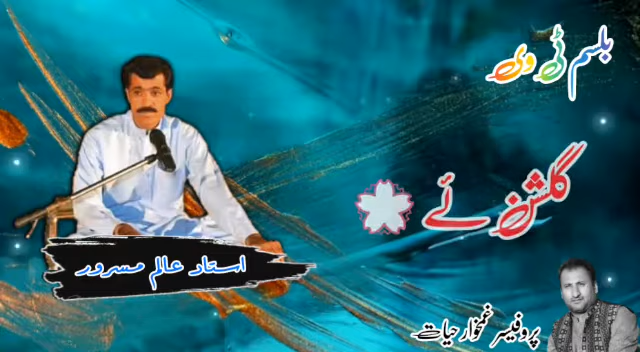 بلسم ٹی وی
گلشن ئے
استاد عالم مسرور
پروفیسر غمخوار حیات